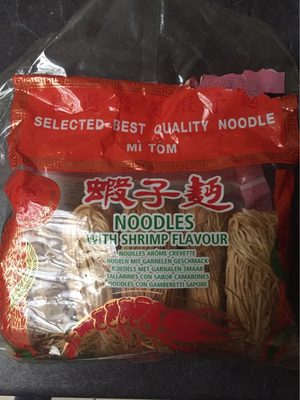 SELECTED BEST QUALITY NOODLE
MÌ TÔM
蝦子麵
NOODLES
WITH SHRIMP FLAVOUR
NOUILLES ARÔME CREVETTE
NUDELN MIT GARNELEN GESCHMACK
NOEDELS MET GARNALEN SMAAK
TALLARINES CON SABOR CAMARONES
NOODLES CON GAMBERETTI SAPORE